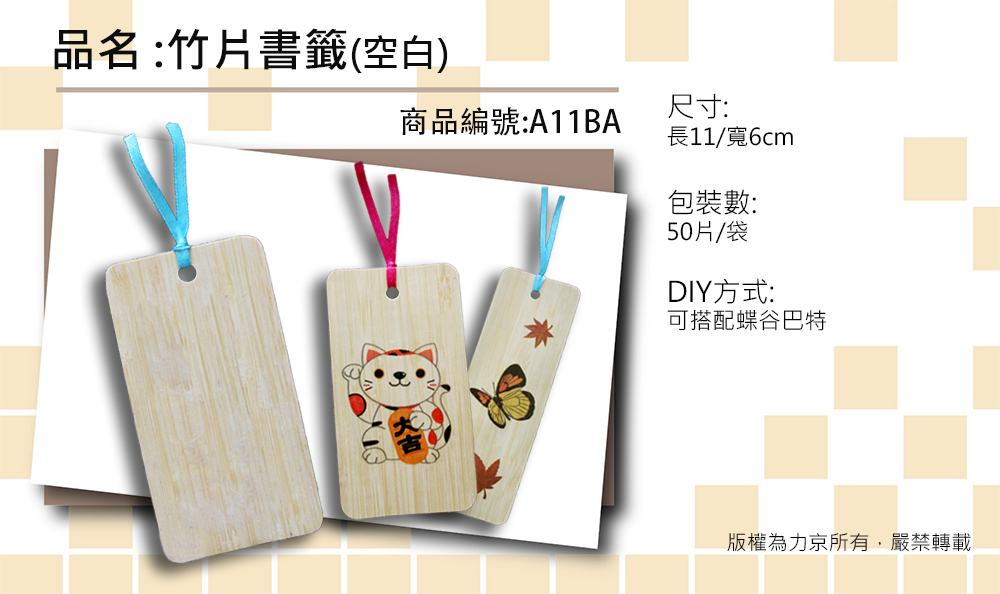 品名 :竹片書籤(空白)
商品編號:A11BA
尺寸:
長11/寬6cm
包裝數:
50片/袋
DIY方式:
可搭配蝶谷巴特
大吉
版權為力京所有，嚴禁轉載